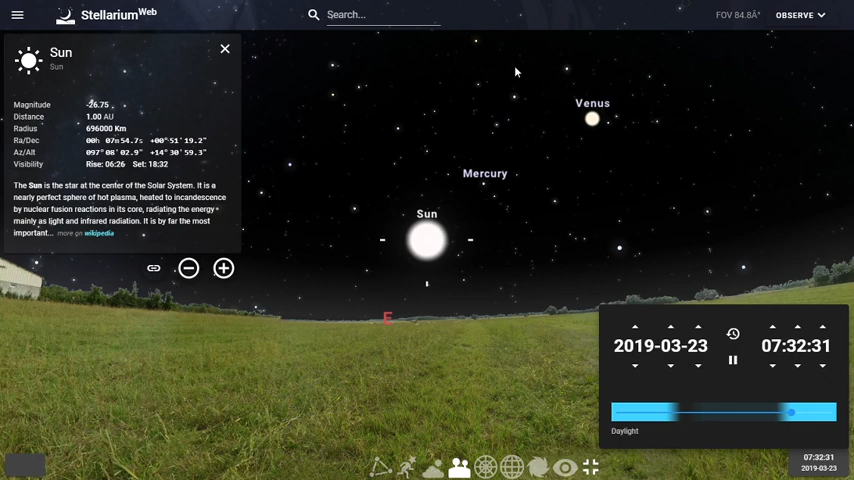 Stellarium Web
Search...
FOV 84.8Â°
OBSERVE
Sun
Sun
Magnitude -26.75
Distance 1.00 AU
Radius 696000 Km
Ra/Dec 00h 07m54.7s +00°51'19.2"
Az/Alt 097°08'02.9" +14°30'59.3"
Visibility Rise: 06:26 Set: 18:32
The Sun is the star at the center of the Solar System. It is a
nearly perfect sphere of hot plasma, heated to incandescence
by nuclear fusion reactions in its core, radiating the energy
mainly as light and infrared radiation. It is by far the most
important... more on wikipedia
Venus
Mercury
Sun
E
2019-03-23 07:32:31
Daylight
07:32:31
2019-03-23